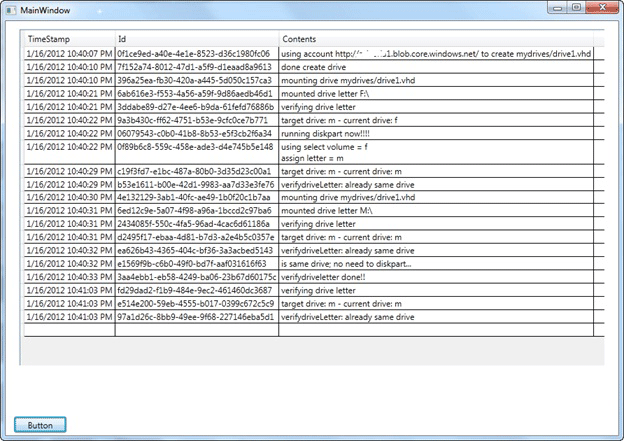 MainWindow
TimeStamp Id Contents
1/16/2012 10:40:07 PM 0f1ce9ed-a40e-4e1e-8523-d36c1980fc06 using account http:/ 1.blob.core.windows.net/ to create mydrives/drive1.vhd
1/16/2012 10:40:10 PM 7f152a74-8012-47d1-a5f9-d1eaad8a9613 done create drive
1/16/2012 10:40:10 PM 396a25ea-fb30-420a-a445-5d050c157ca3 mounting drive mydrives/drive1.vhd
1/16/2012 10:40:21 PM 6ab616e3-f553-4a56-a59f-9d86aedb46d1 mounted drive letter F:\
1/16/2012 10:40:21 PM 3ddabe89-d27e-4ee6-b9da-61fefd76886b verifying drive letter
1/16/2012 10:40:22 PM 9a3b430c-ff62-4751-b53e-9cfc0ce7b771 target drive: m - current drive: f
1/16/2012 10:40:22 PM 06079543-c0b0-41b8-8b53-e5f3cb2f6a34 running diskpart now!!!!
1/16/2012 10:40:22 PM 0f89b6c8-559c-458e-ade3-d4e745b5e148 using select volume = f
assign letter = m
1/16/2012 10:40:29 PM c19f3fd7-e1bc-487a-80b0-3d35d23c00a1 target drive: m - current drive: m
1/16/2012 10:40:29 PM b53e1611-b00e-42d1-9983-aa7d33e3fe76 verifydriveLetter: already same drive
1/16/2012 10:40:30 PM 4e132129-3ab1-40fc-ae49-1b0f20c1b7aa mounting drive mydrives/drive1.vhd
1/16/2012 10:40:31 PM 6ed12c9e-5a07-4f98-a96a-1bccd2c97ba6 mounted drive letter M:\
1/16/2012 10:40:31 PM 2434085f-550c-4fa5-96ad-4cac6d61186a verifying drive letter
1/16/2012 10:40:31 PM d2495f17-ebaa-4d81-b7d3-a2e4b5c0357e target drive: m - current drive: m
1/16/2012 10:40:32 PM ea626b43-4365-404c-bf36-3a3acbed5143 verifydriveLetter: already same drive
1/16/2012 10:40:32 PM e1569f9b-c6b0-49f0-bd7f-aaf031616f63 is same drive; no need to diskpart...
1/16/2012 10:40:33 PM 3aa4ebb1-eb58-4249-ba06-23b67d60175c verifydriveletter done!!
1/16/2012 10:41:03 PM fd29dad2-f1b9-484e-9ec2-461460dc3687 verifying drive letter
1/16/2012 10:41:03 PM e514e200-59eb-4555-b017-0399c672c5c9 target drive: m - current drive: m
1/16/2012 10:41:03 PM 97a1d26c-8bb9-49ee-9f68-227146eba5d1 verifydriveLetter: already same drive
Button